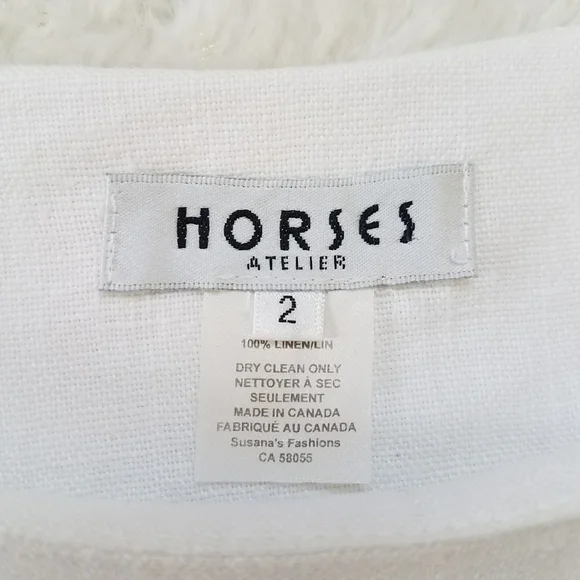 HORSES
ATELIER
2
100% LINEN/LIN
DRY CLEAN ONLY
NETTOYER À SEC
SEULEMENT
MADE IN CANADA
FABRIQUÉ AU CANADA
Susana's Fashions
CA 58055